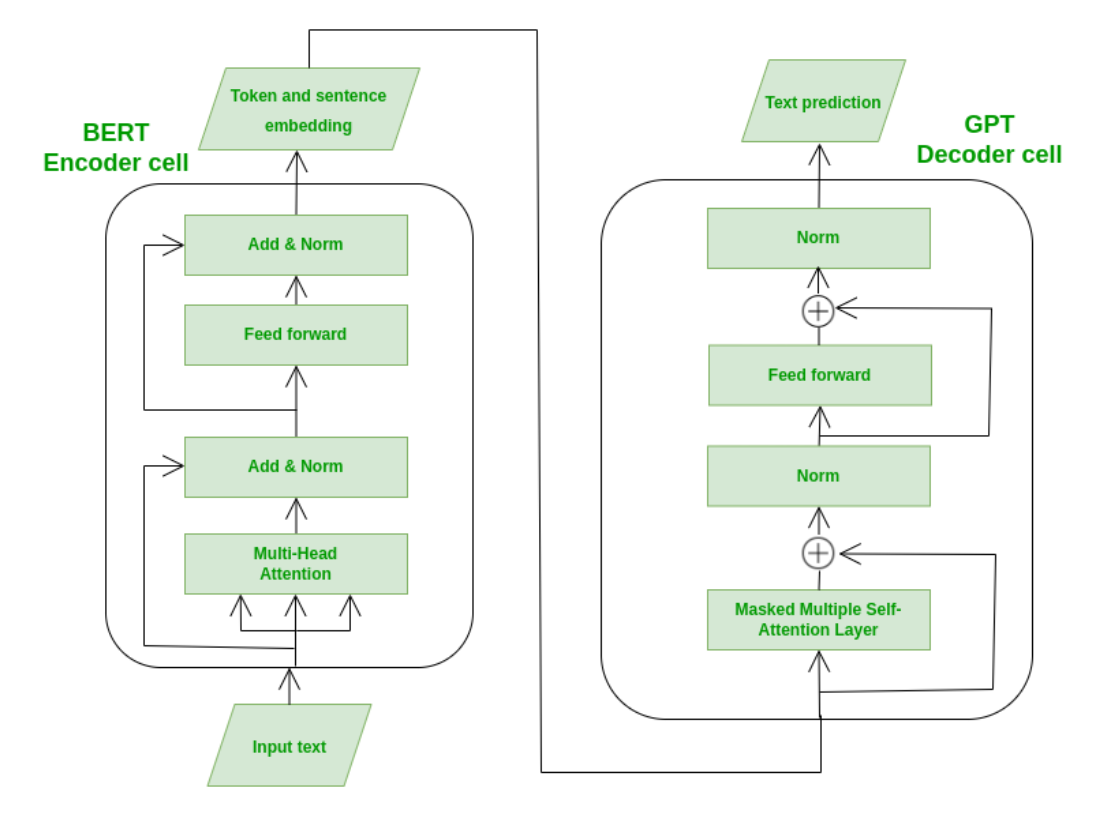 Token and sentence
embedding
BERT
Encoder cell
Add & Norm
Feed forward
Add & Norm
Multi-Head
Attention
Input text
Text prediction
GPT
Decoder cell
Norm
Feed forward
Norm
Masked Multiple Self-
Attention Layer